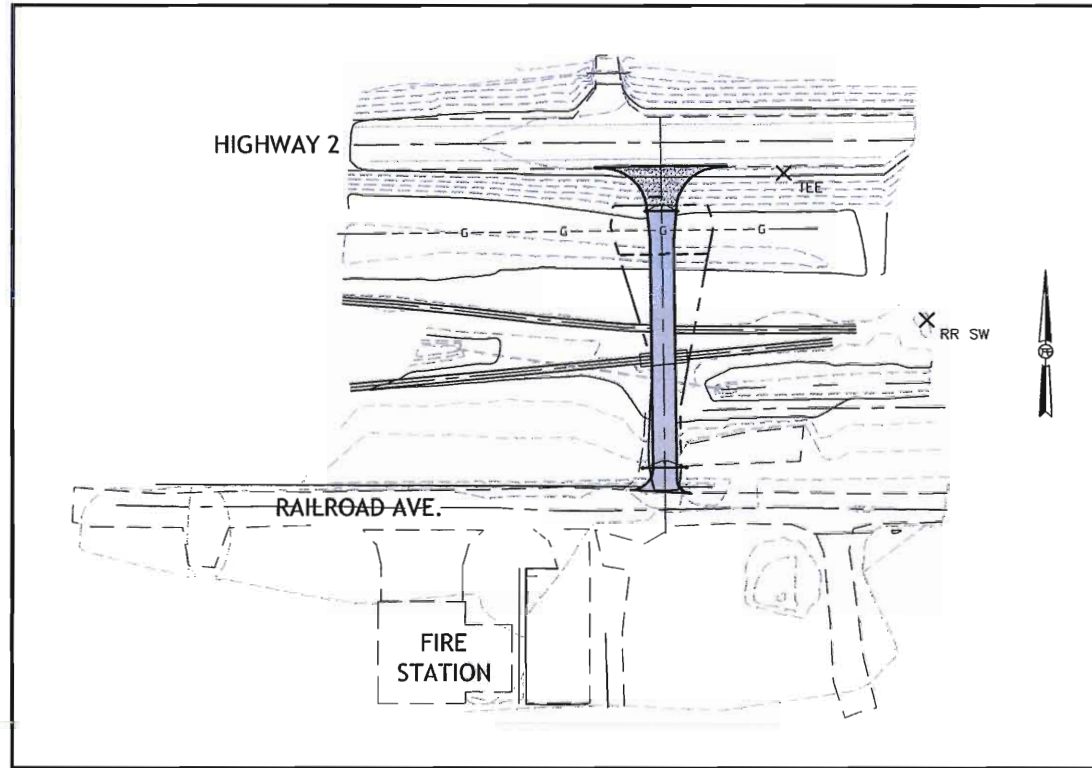 HIGHWAY 2
TEE
G G G G
RR SW
RAILROAD AVE.
FIRE
STATION